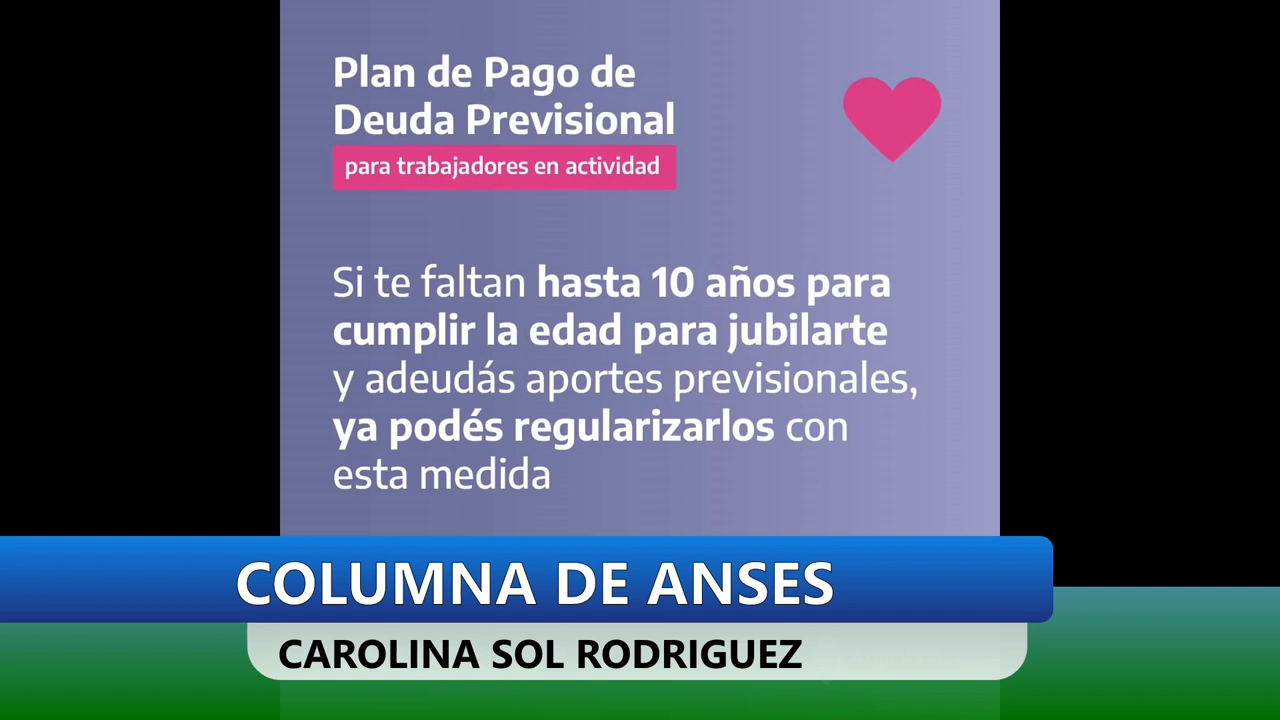 Plan de Pago de
Deuda Previsional
para trabajadores en actividad
Si te faltan hasta 10 años para
cumplir la edad para jubilarte
y adeudás aportes previsionales,
ya podés regularizarlos con
esta medida
COLUMNA DE ANSES
CAROLINA SOL RODRIGUEZ